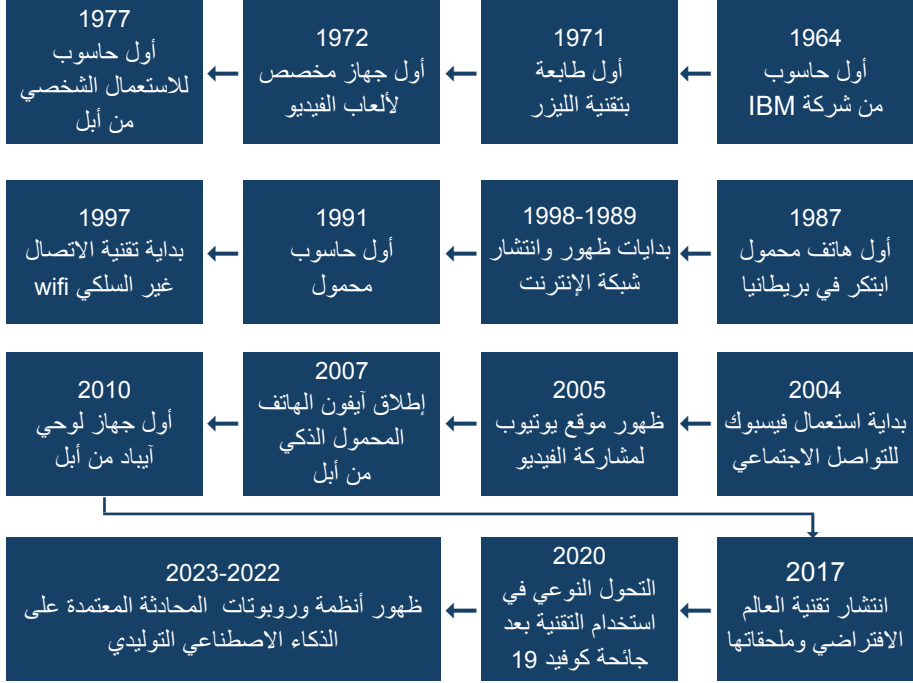 1964
أول حاسوب
من شركة IBM
1971
أول طابعة
بتقنية الليزر
1972
أول جهاز مخصص
لألعاب الفيديو
1977
أول حاسوب
للاستعمال الشخصي
من أبل
1987
أول هاتف محمول
ابتكر في بريطانيا
1998-1989
بدايات ظهور وانتشار
شبكة الإنترنت
1991
أول حاسوب
محمول
1997
بداية تقنية الاتصال
غير السلكي wifi
2004
بداية استعمال فيسبوك
للتواصل الاجتماعي
2005
ظهور موقع يوتيوب
لمشاركة الفيديو
2007
إطلاق آيفون الهاتف
المحمول الذكي
من أبل
2010
أول جهاز لوحي
آيباد من أبل
2017
انتشار تقنية العالم
الافتراضي وملحقاتها
2020
التحول النوعي في
استخدام التقنية بعد
جائحة كوفيد 19
2023-2022
ظهور أنظمة وروبوتات المحادثة المعتمدة على
الذكاء الاصطناعي التوليدي